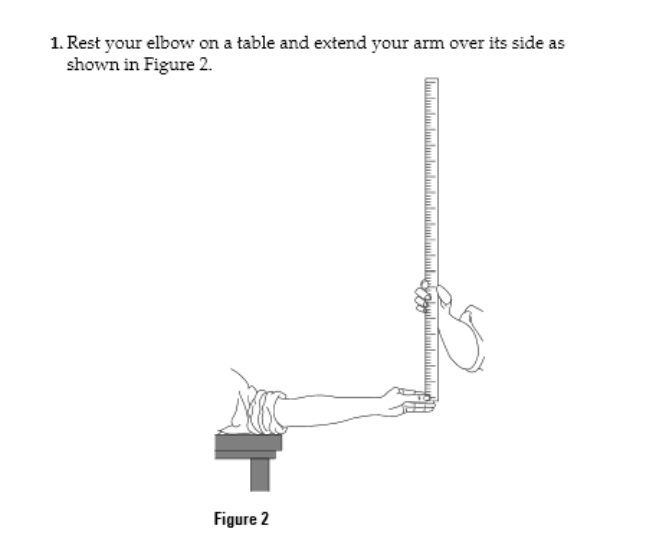 1. Rest your elbow on a table and extend your arm over its side as
shown in Figure 2.
Figure 2